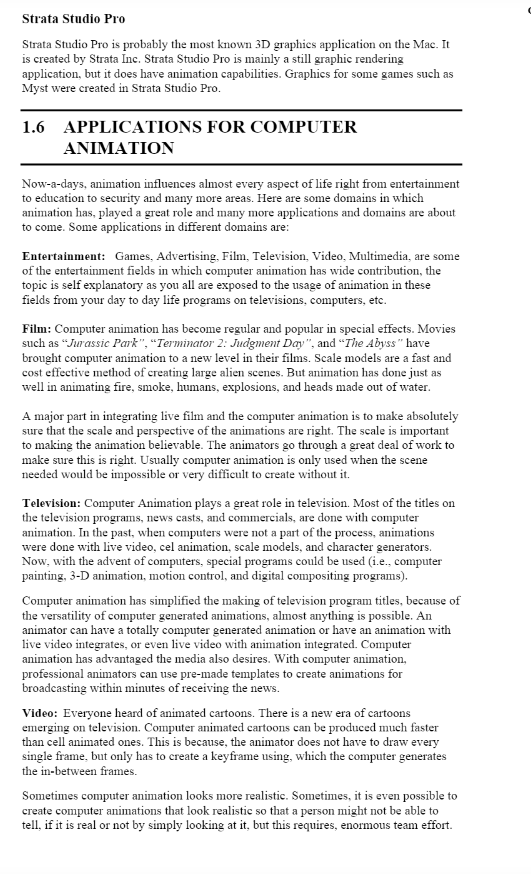 Strata Studio Pro
Strata Studio Pro is probably the most known 3D graphics application on the Mac. It
is created by Strata Inc. Strata Studio Pro is mainly a still graphic rendering
application, but it does have animation capabilities. Graphics for some games such as
Myst were created in Strata Studio Pro.
1.6 APPLICATIONS FOR COMPUTER
ANIMATION
Now-a-days, animation influences almost every aspect of life right from entertainment
to education to security and many more areas. Here are some domains in which
animation has, played a great role and many more applications and domains are about
to come. Some applications in different domains are:
Entertainment: Games, Advertising, Film, Television, Video, Multimedia, are some
of the entertainment fields in which computer animation has wide contribution, the
topic is self explanatory as you all are exposed to the usage of animation in these
fields from your day to day life programs on televisions, computers, etc.
Film: Computer animation has become regular and popular in special effects. Movies
such as “Jurassic Park”, “Terminator 2: Judgment Day”, and “The Abyss” have
brought computer animation to a new level in their films. Scale models are a fast and
cost effective method of creating large alien scenes. But animation has done just as
well in animating fire, smoke, humans, explosions, and heads made out of water.
A major part in integrating live film and the computer animation is to make absolutely
sure that the scale and perspective of the animations are right. The scale is important
to making the animation believable. The animators go through a great deal of work to
make sure this is right. Usually computer animation is only used when the scene
needed would be impossible or very difficult to create without it.
Television: Computer Animation plays a great role in television. Most of the titles on
the television programs, news casts, and commercials, are done with computer
animation. In the past, when computers were not a part of the process, animations
were done with live video, cel animation, scale models, and character generators.
Now, with the advent of computers, special programs could be used (i.e., computer
painting, 3-D animation, motion control, and digital compositing programs).
Computer animation has simplified the making of television program titles, because of
the versatility of computer generated animations, almost anything is possible. An
animator can have a totally computer generated animation or have an animation with
live video integrates, or even live video with animation integrated. Computer
animation has advantaged the media also desires. With computer animation,
professional animators can use pre-made templates to create animations for
broadcasting within minutes of receiving the news.
Video: Everyone heard of animated cartoons. There is a new era of cartoons
emerging on television. Computer animated cartoons can be produced much faster
than cell animated ones. This is because, the animator does not have to draw every
single frame, but only has to create a keyframe using, which the computer generates
the in-between frames.
Sometimes computer animation looks more realistic. Sometimes, it is even possible to
create computer animations that look realistic so that a person might not be able to
tell, if it is real or not by simply looking at it, but this requires, enormous team effort.